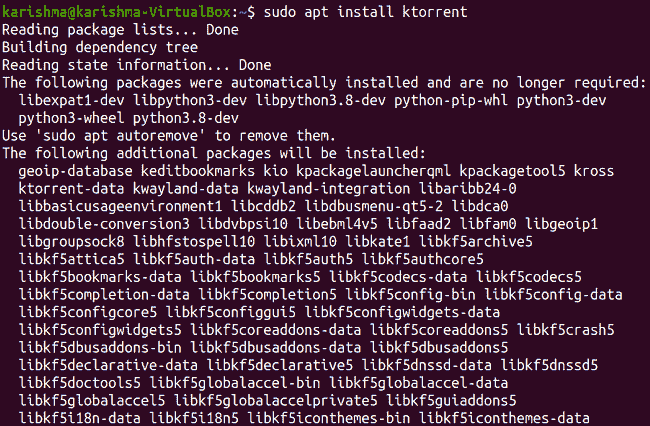 karishma@karishma-VirtualBox:~$ sudo apt install ktorrent
Reading package lists... Done
Building dependency tree
Reading state information... Done
The following packages were automatically installed and are no longer required:
  libexpat1-dev libpython3-dev libpython3.8-dev python-pip-whl python3-dev
  python3-wheel python3.8-dev
Use 'sudo apt autoremove' to remove them.
The following additional packages will be installed:
  geoip-database keditbookmarks kio kpackagelauncherqml kpackagetool5 kross
  ktorrent-data kwayland-data kwayland-integration libaribb24-0
  libbasicusageenvironment1 libcddb2 libdbusmenu-qt5-2 libdca0
  libdouble-conversion3 libdvbpsi10 libebml4v5 libfaad2 libfam0 libgeoip1
  libgroupsock8 libhfstospell10 libixml10 libkate1 libkf5archive5
  libkf5attica5 libkf5auth-data libkf5auth5 libkf5authcore5
  libkf5bookmarks-data libkf5bookmarks5 libkf5codecs-data libkf5codecs5
  libkf5completion-data libkf5completion5 libkf5config-bin libkf5config-data
  libkf5configcore5 libkf5configgui5 libkf5configwidgets-data
  libkf5configwidgets5 libkf5coreaddons-data libkf5coreaddons5 libkf5crash5
  libkf5dbusaddons-bin libkf5dbusaddons-data libkf5dbusaddons5
  libkf5declarative-data libkf5declarative5 libkf5dnssd-data libkf5dnssd5
  libkf5doctools5 libkf5globalaccel-bin libkf5globalaccel-data
  libkf5globalaccel5 libkf5globalaccelprivate5 libkf5guiaddons5
  libkf5i18n-data libkf5i18n5 libkf5iconthemes-bin libkf5iconthemes-data